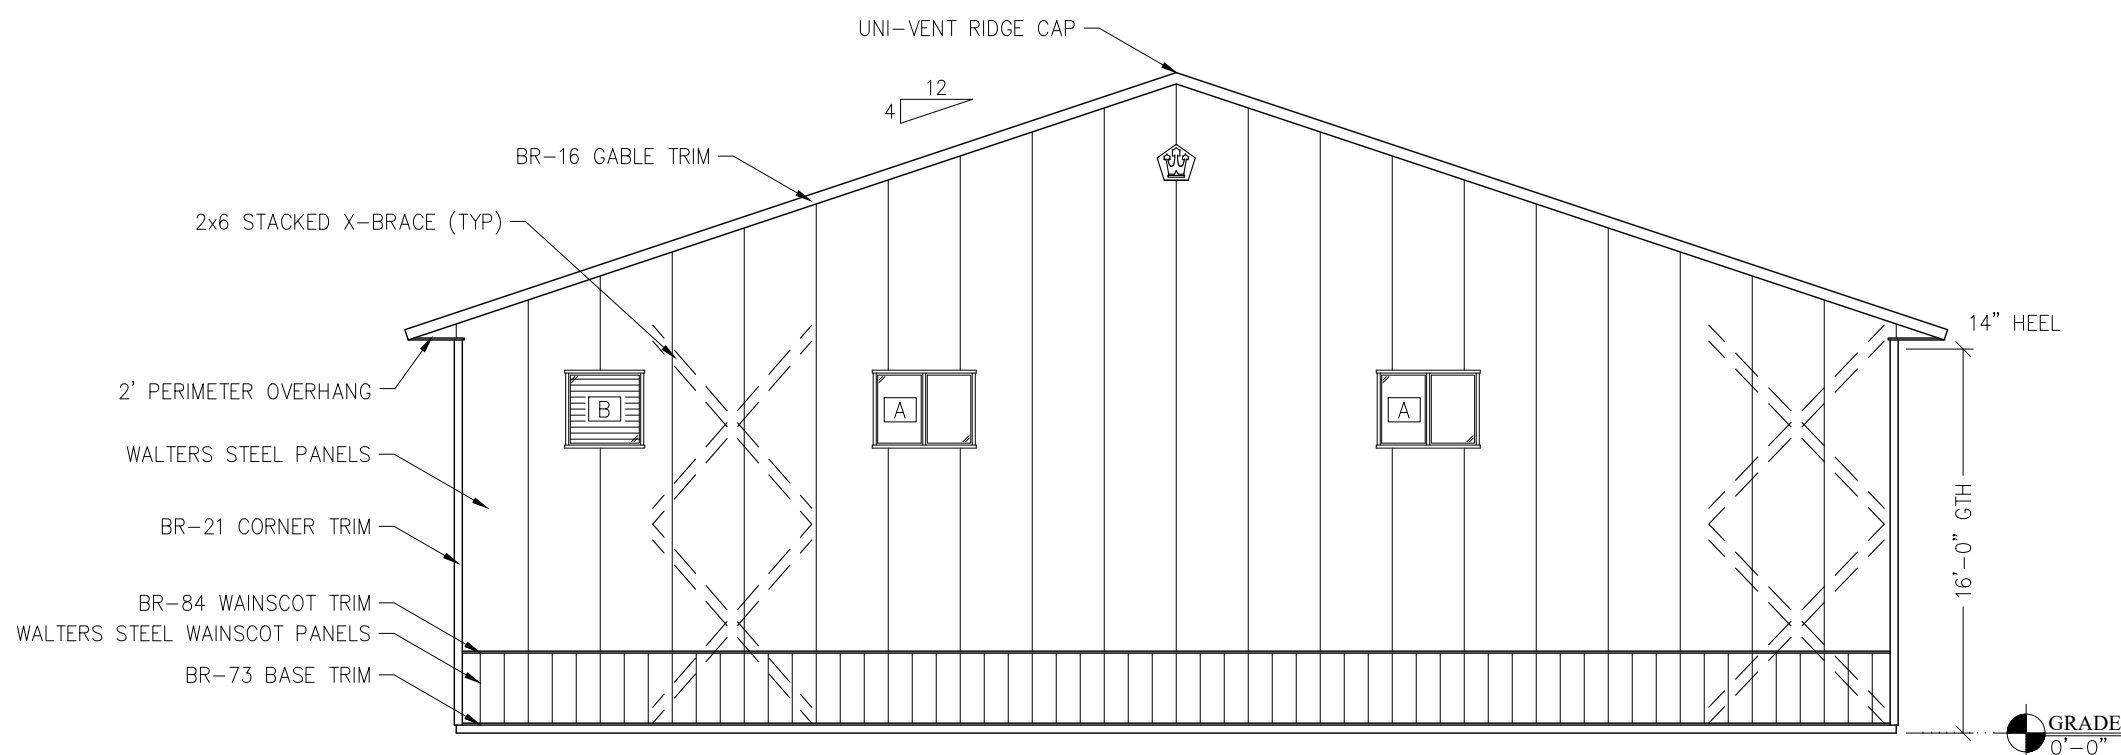 UNI-VENT RIDGE CAP
12
4
BR-16 GABLE TRIM
2x6 STACKED X-BRACE (TYP)
14" HEEL
2' PERIMETER OVERHANG
B
A
A
WALTERS STEEL PANELS
BR-21 CORNER TRIM
16'-0" GTH
BR-84 WAINSCOT TRIM
WALTERS STEEL WAINSCOT PANELS
BR-73 BASE TRIM
GRADE
0'-0"